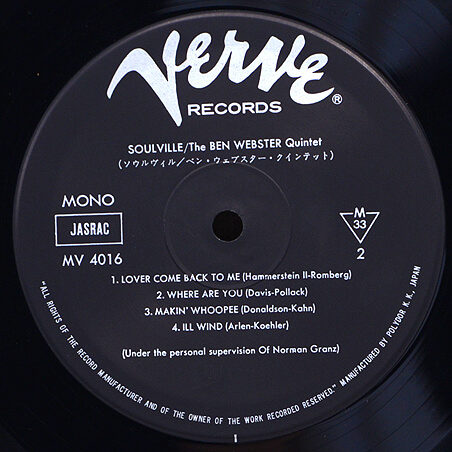 Verve
RECORDS ®
SOULVILLE/The BEN WEBSTER Quintet
(ソウルヴィル/ベン・ウェブスター・クインテット)
MONO
JASRAC
MV 4016
M
33
2
1. LOVER COME BACK TO ME (Hammerstein II-Romberg)
2. WHERE ARE YOU (Davis-Pollack)
3. MAKIN' WHOOPEE (Donaldson-Kahn)
4. ILL WIND (Arlen-Koehler)
(Under the personal supervision Of Norman Granz)
"ALL RIGHTS OF THE RECORD MANUFACTURER AND OF THE OWNER OF THE WORK RECORDED RESERVED." MANUFACTURED BY POLYDOR K. K., JAPAN
1